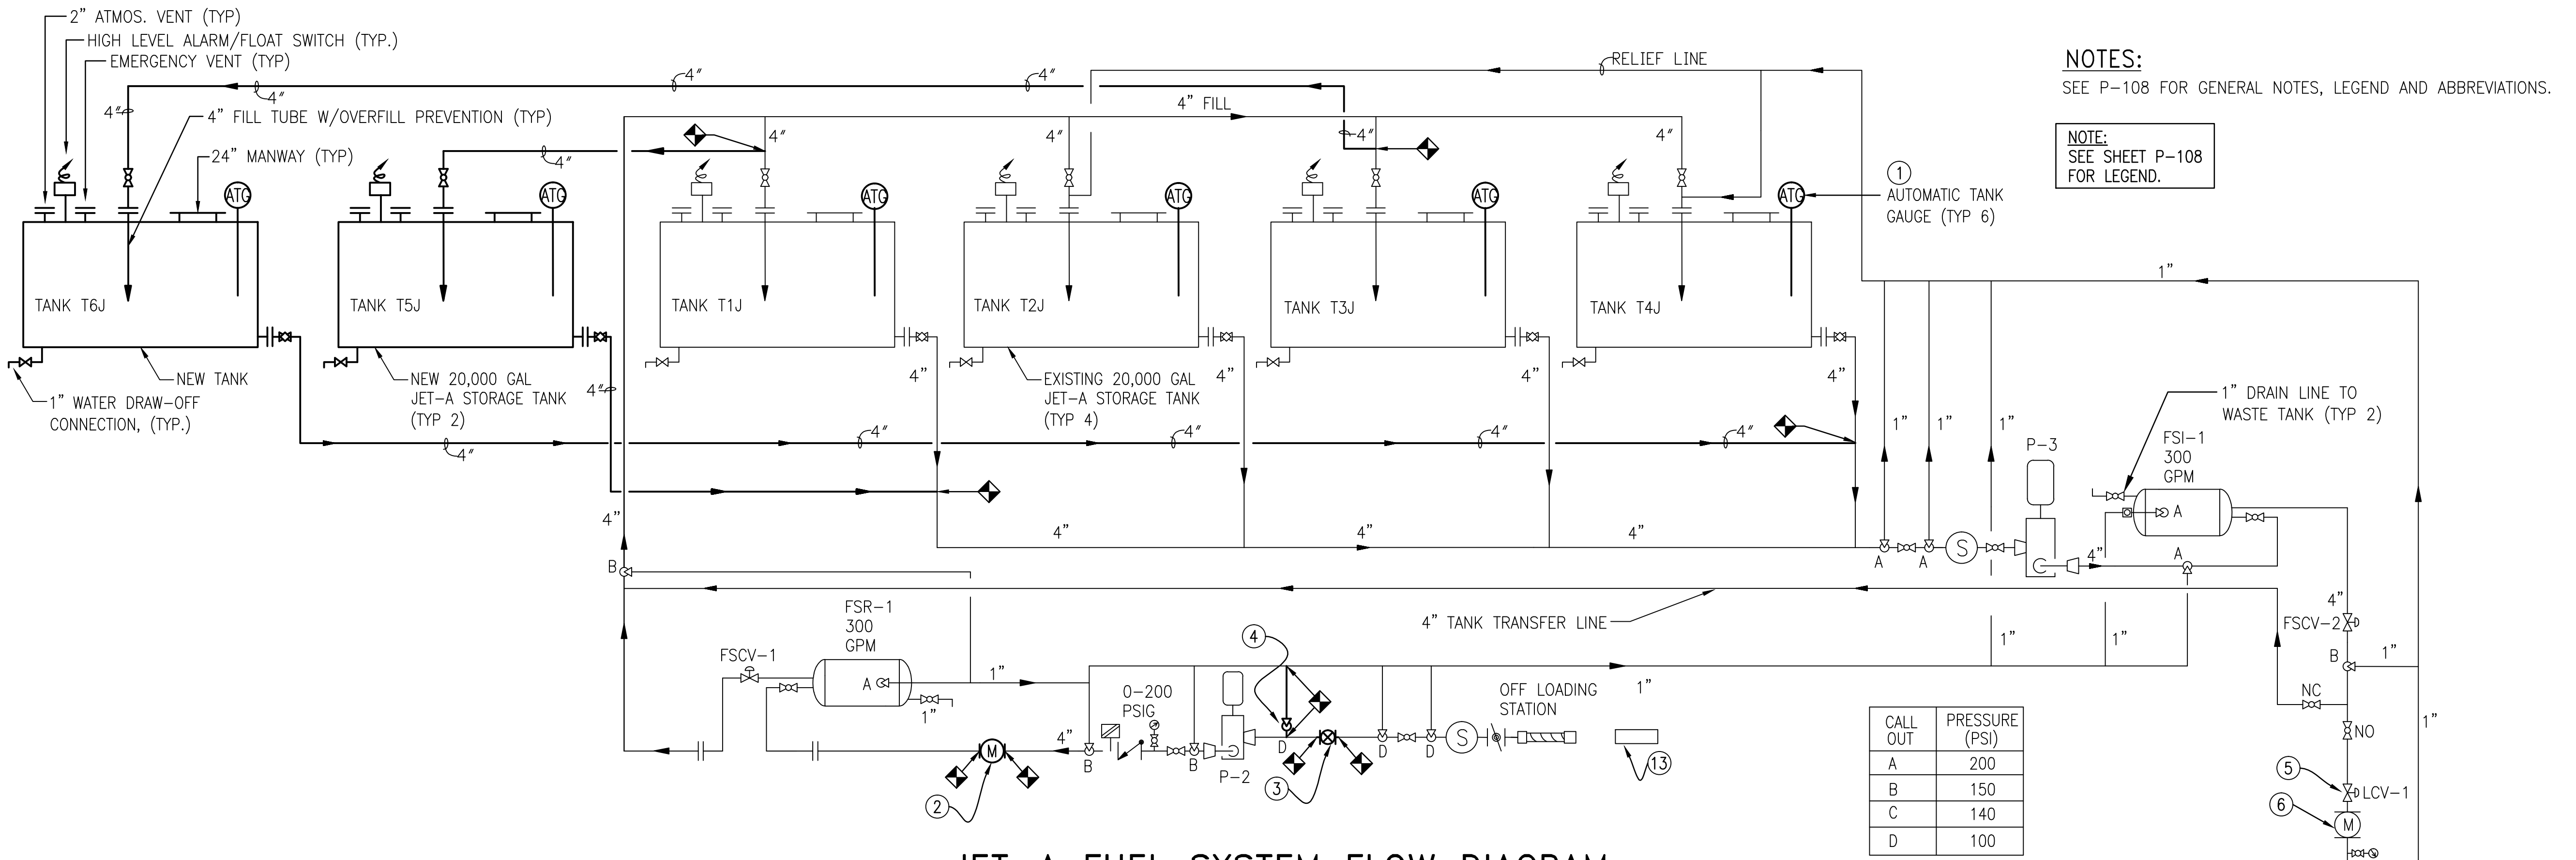 2" ATMOS. VENT (TYP)
HIGH LEVEL ALARM/FLOAT SWITCH (TYP.)
EMERGENCY VENT (TYP)
4"
4"
4"
4"
RELIEF LINE
4" FILL TUBE W/OVERFILL PREVENTION (TYP)
4" FILL
24" MANWAY (TYP)
4"
4"
4"
4"
4"
NOTES:
SEE P-108 FOR GENERAL NOTES, LEGEND AND ABBREVIATIONS.
NOTE:
SEE SHEET P-108
FOR LEGEND.
1
AUTOMATIC TANK
GAUGE (TYP 6)
ATG
ATG
ATG
ATG
ATG
ATG
TANK T6J
TANK T5J
TANK T1J
TANK T2J
TANK T3J
TANK T4J
1"
NEW TANK
1" WATER DRAW-OFF
CONNECTION, (TYP.)
NEW 20,000 GAL
JET-A STORAGE TANK
(TYP 2)
4"
4"
EXISTING 20,000 GAL
JET-A STORAGE TANK
(TYP 4)
4"
4"
4"
4"
4"
4"
4"
4"
1"
1"
1"
P-3
FSI-1
300
GPM
1" DRAIN LINE TO
WASTE TANK (TYP 2)
4"
4"
4"
4"
A
A
S
4"
A
A
B
FSR-1
300
GPM
4" TANK TRANSFER LINE
4
FSCV-1
A
1"
1"
0-200
PSIG
4"
B
B
P-2
D
D
D
S
OFF LOADING
STATION
1"
1"
1"
4"
FSCV-2
B
1"
NC
NO
1"
M
2
3
13
5
LCV-1
6
M
CALL OUT PRESSURE (PSI)
A 200
B 150
C 140
D 100
JET-A FUEL SYSTEM FLOW DIAGRAM